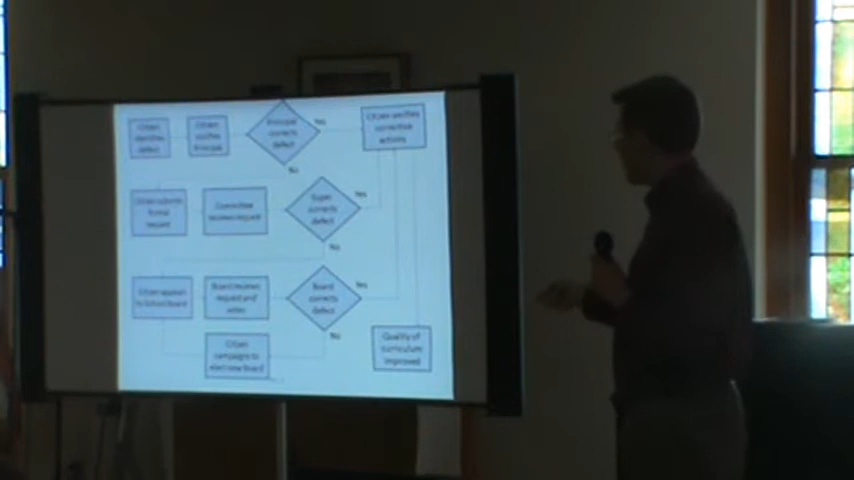 Citizen
identifies
defect
Citizen
notifies
Principal
Principal
corrects
defect
Yes
Citizen verifies
corrective
actions
No
Citizen submits
formal
request
Committee
reviews request
Super
corrects
defect
Yes
No
Citizen appeals
to School Board
Board reviews
request and
votes
Board
corrects
defect
Yes
No
Citizen
campaigns to
elect new Board
Quality of
curriculum
improved